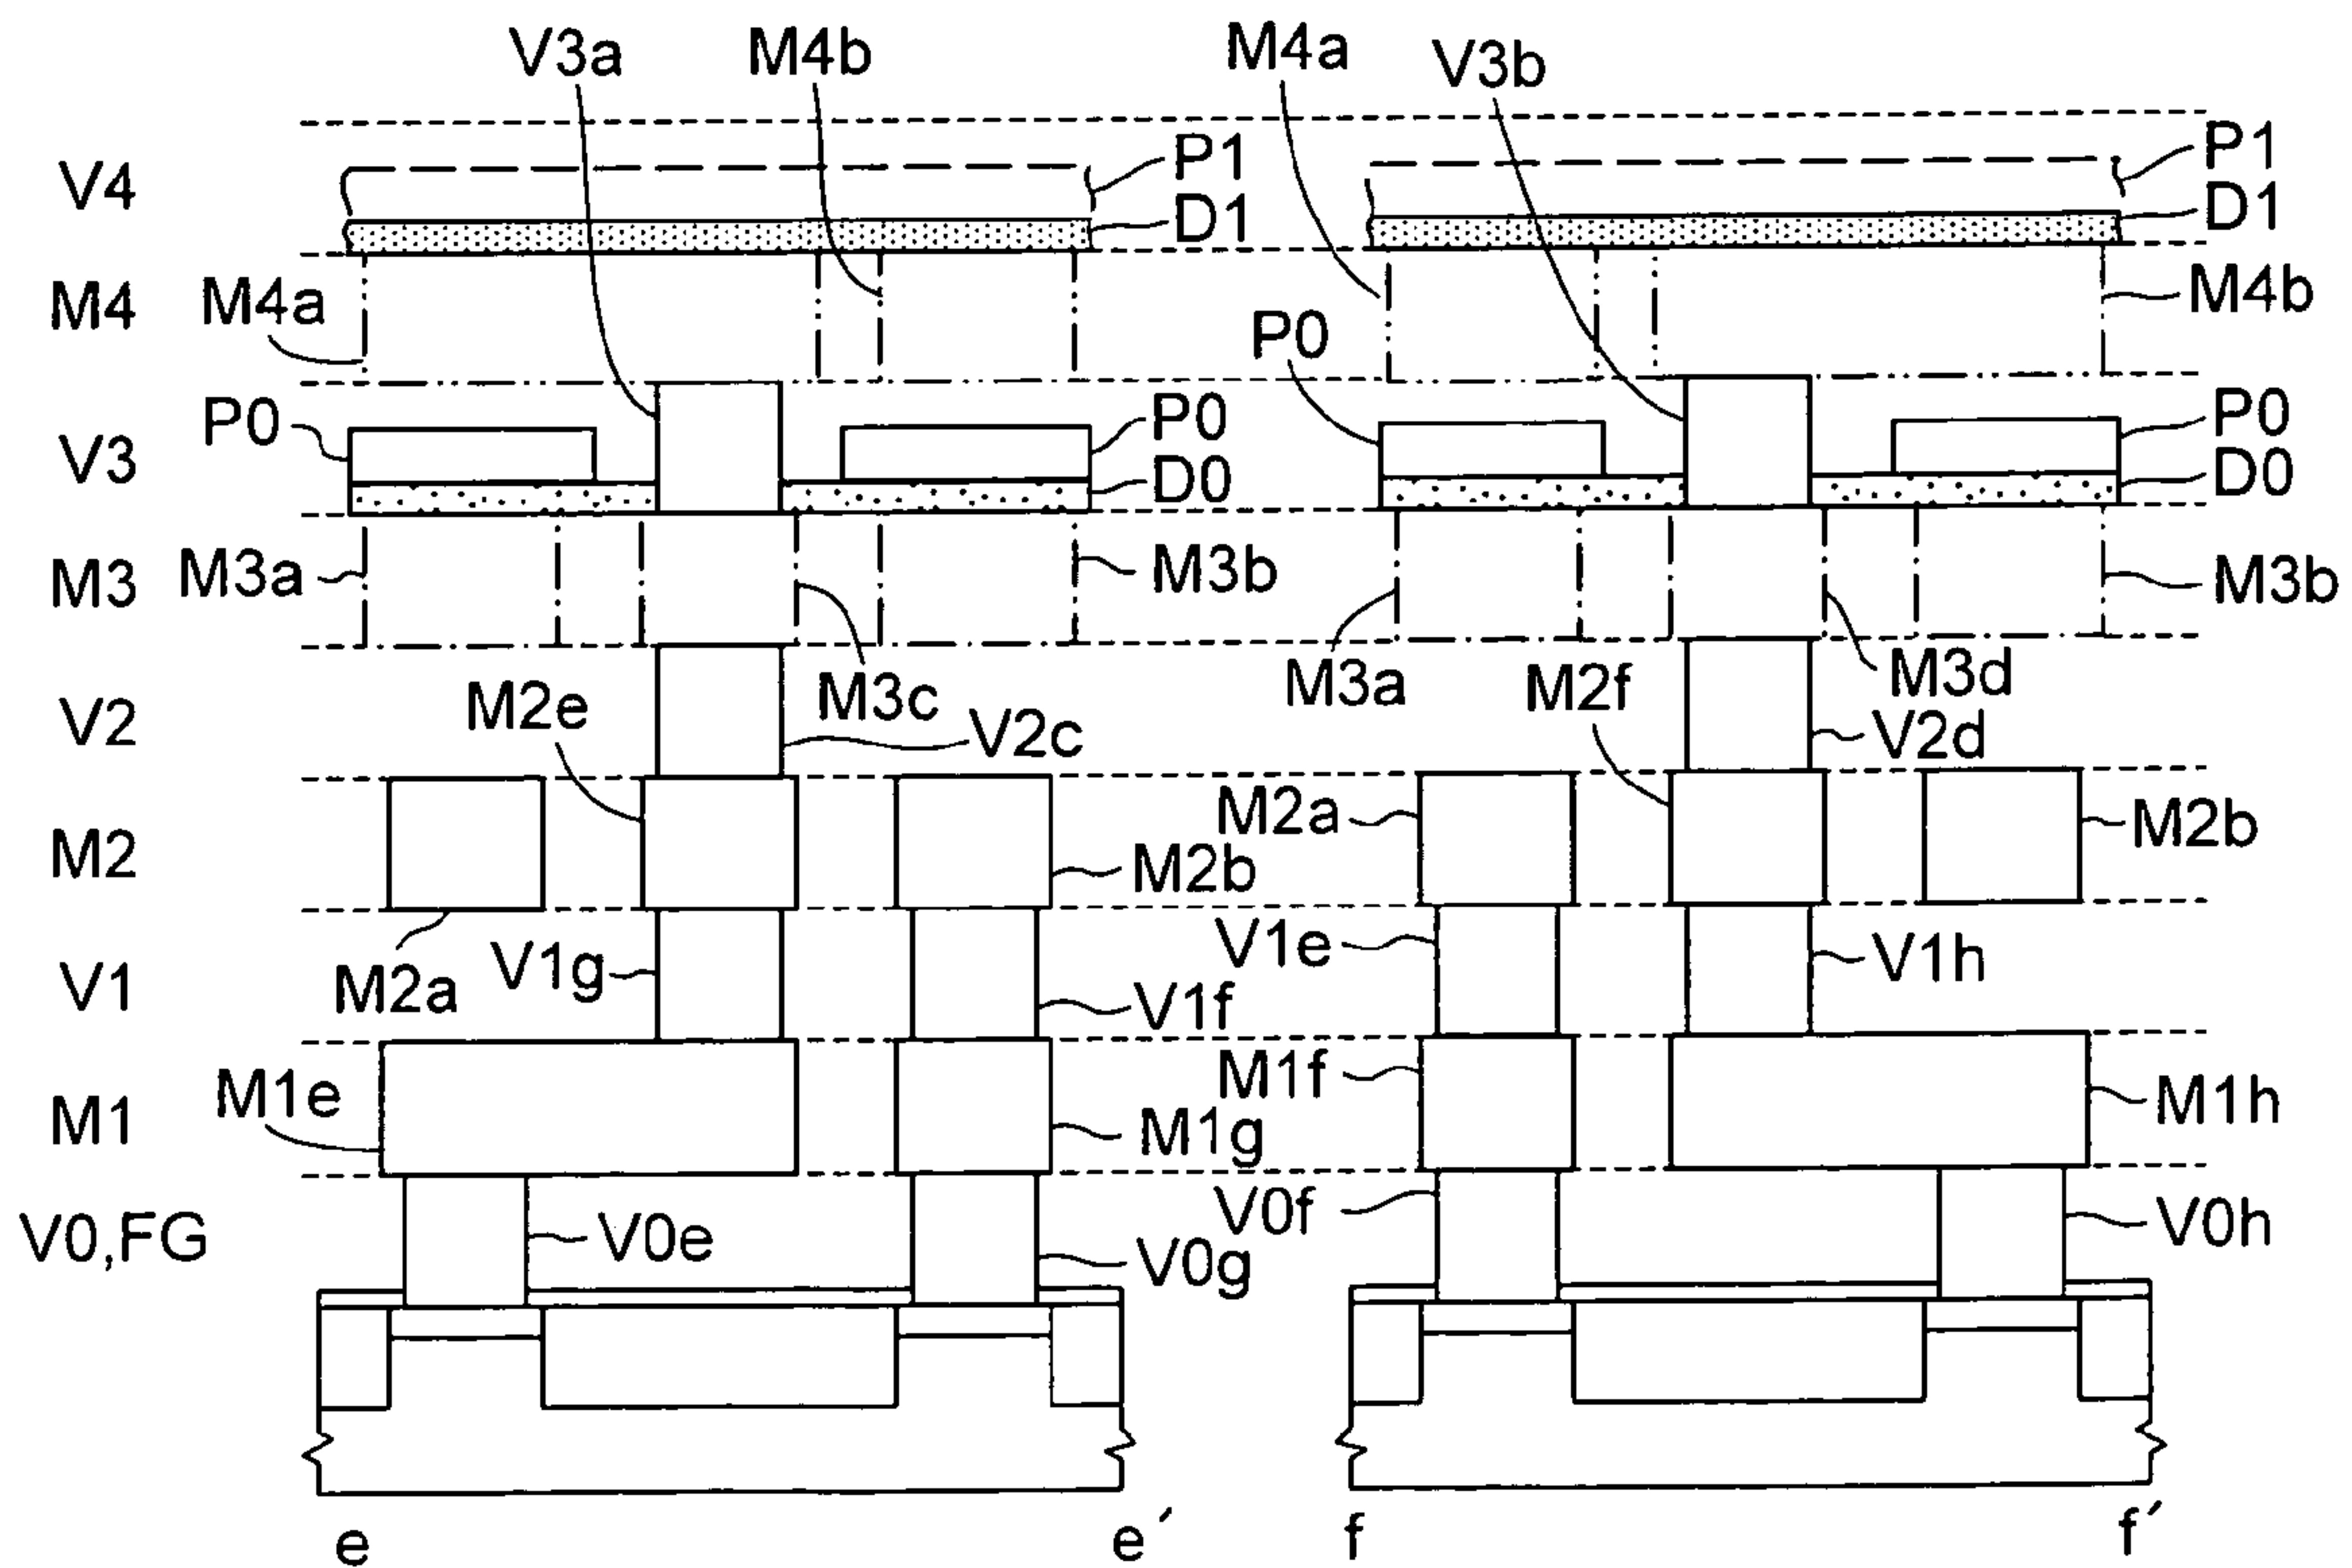 V3a M4b M4a V3b
V4 P1 P1
D1 D1
M4 M4a M4b
P0
V3 P0 P0 P0
D0 D0
M3 M3a M3b M3b
M3c M3a M3d
V2 M2e M2f
V2c V2d
M2 M2a M2b
M2b
V1 M2a V1g V1e V1h
V1f
M1 M1e M1f M1h
M1g
V0,FG V0e V0f V0h
V0g
e e′ f f′